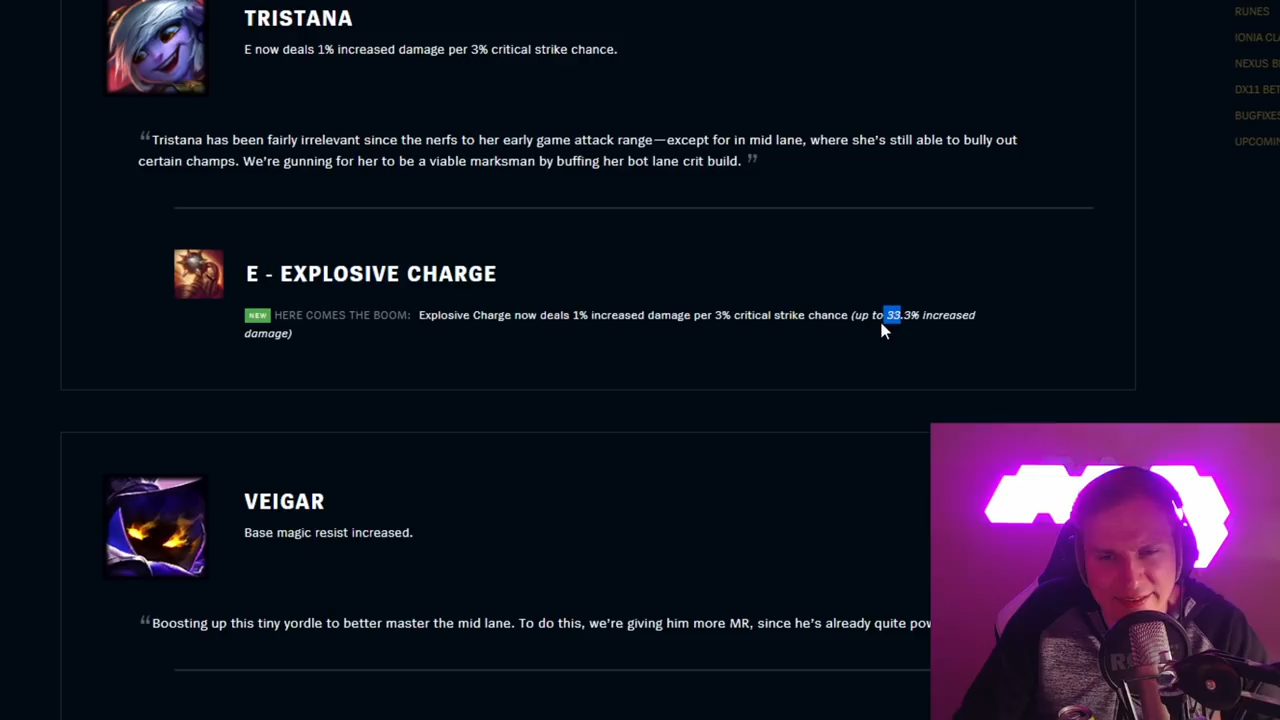 TRISTANA
E now deals 1% increased damage per 3% critical strike chance.
RUNES
NEXUS
DX11
UPCOMIN
“Tristana has been fairly irrelevant since the nerfs to her early game attack range—except for in mid lane, where she’s still able to bully out
certain champs. We’re gunning for her to be a viable marksman by buffing her bot lane crit build. ”
E - EXPLOSIVE CHARGE
NEW HERE COMES THE BOOM: Explosive Charge now deals 1% increased damage per 3% critical strike chance (up to 33.3% increased
damage)
VEIGAR
Base magic resist increased.
“Boosting up this tiny yordle to better master the mid lane. To do this, we’re giving him more MR, since he’s already quite pow